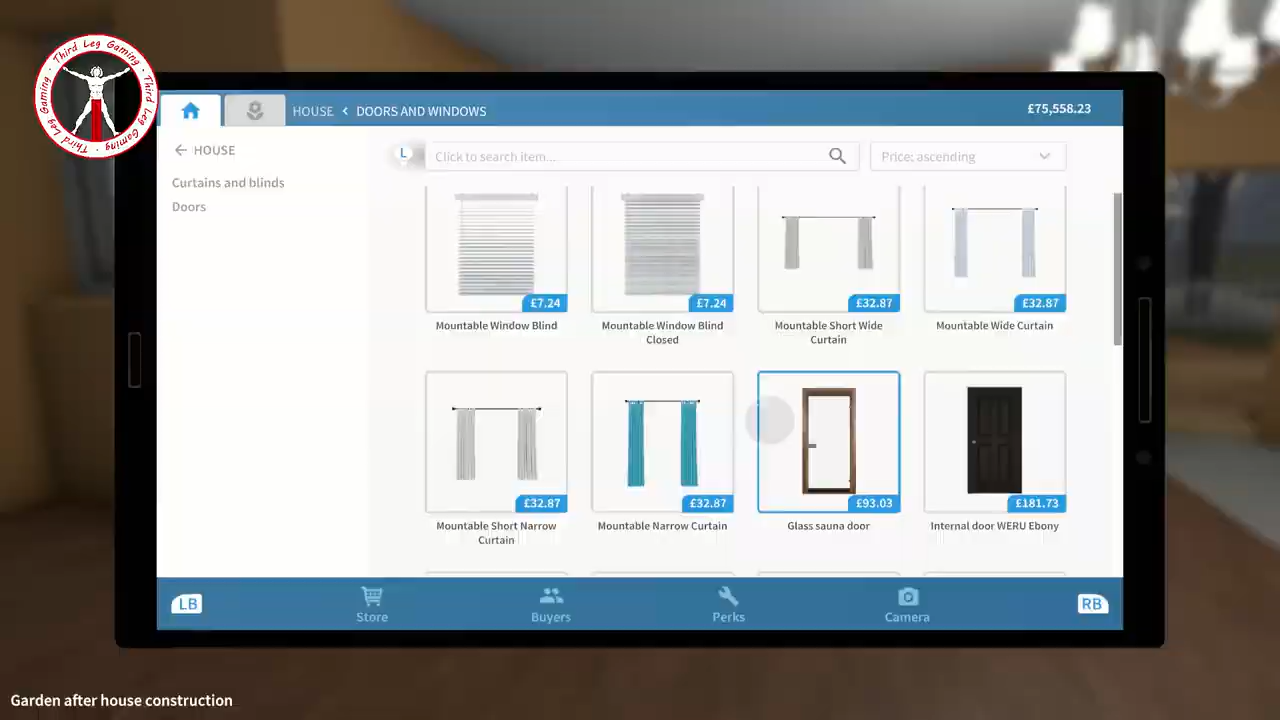 Third Leg Gaming · Third Leg Gaming · Third Leg Gaming ·
HOUSE < DOORS AND WINDOWS
£75,558.23
HOUSE
Curtains and blinds
Doors
L
Click to search item...
Price: ascending
£7.24
£7.24
£32.87
£32.87
Mountable Window Blind
Mountable Window Blind
Closed
Mountable Short Wide
Curtain
Mountable Wide Curtain
£32.87
£32.87
£93.03
£181.73
Mountable Short Narrow
Curtain
Mountable Narrow Curtain
Glass sauna door
Internal door WERU Ebony
LB
Store
Buyers
Perks
Camera
RB
Garden after house construction